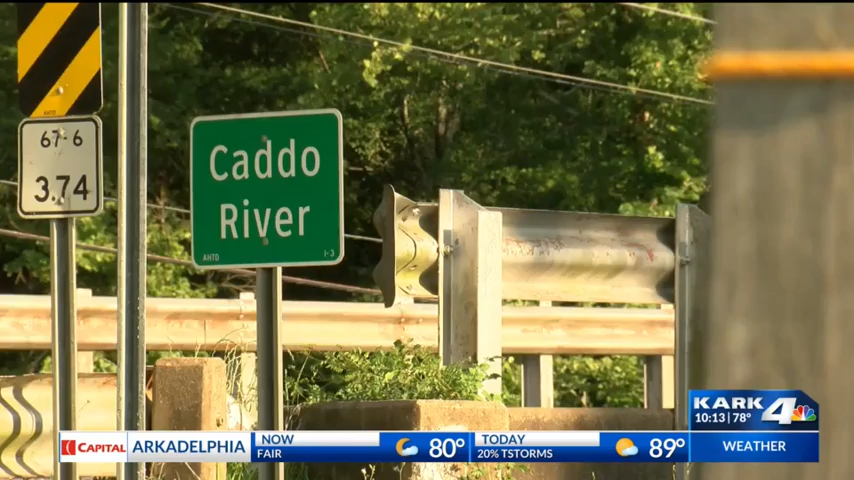 67-6
3.74
Caddo
River
AHTD
1-3
KARK 4
10:13 78°
WEATHER
CAPITAL
ARKADELPHIA
NOW
FAIR
80°
TODAY
20% TSTORMS
89°